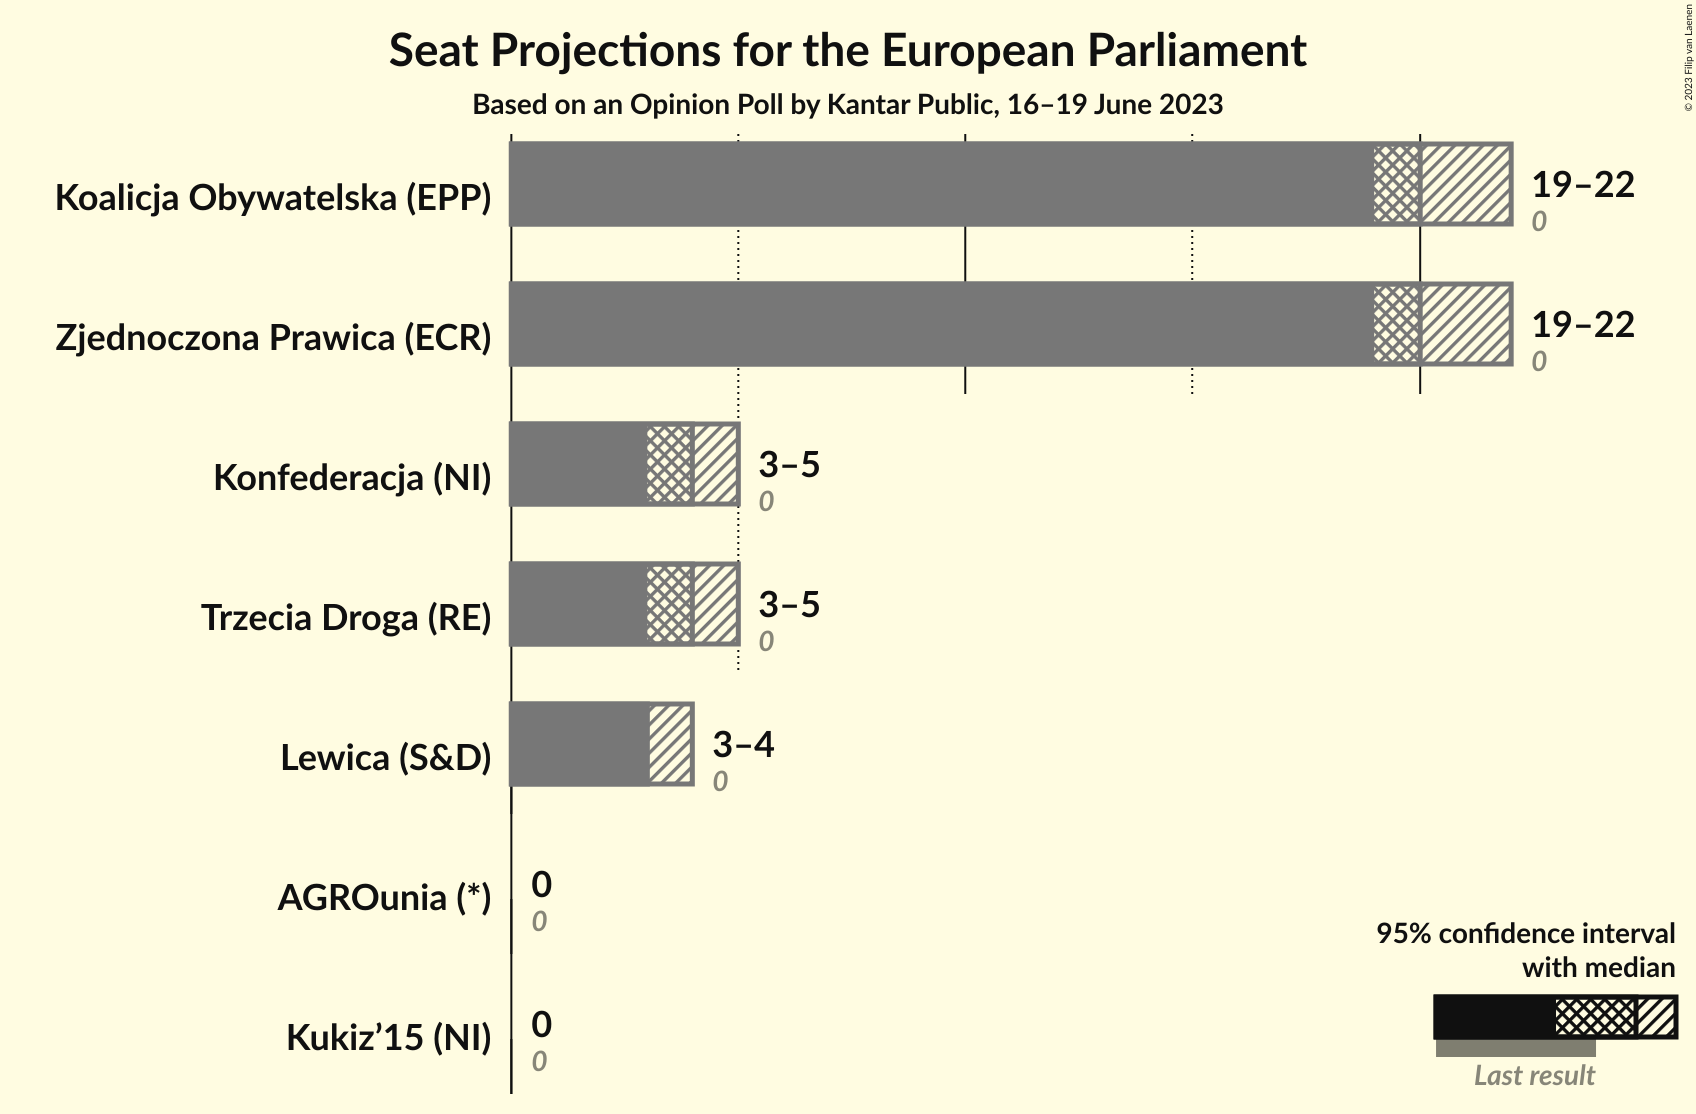 Seat Projections for the European Parliament
Based on an Opinion Poll by Kantar Public, 16–19 June 2023
© 2023 Filip van Laenen
Koalicja Obywatelska (EPP)
19–22
0
Zjednoczona Prawica (ECR)
19–22
0
Konfederacja (NI)
3–5
0
Trzecia Droga (RE)
3–5
0
Lewica (S&D)
3–4
0
AGROunia (*)
0
0
Kukiz’15 (NI)
0
0
95% confidence interval
with median
Last result